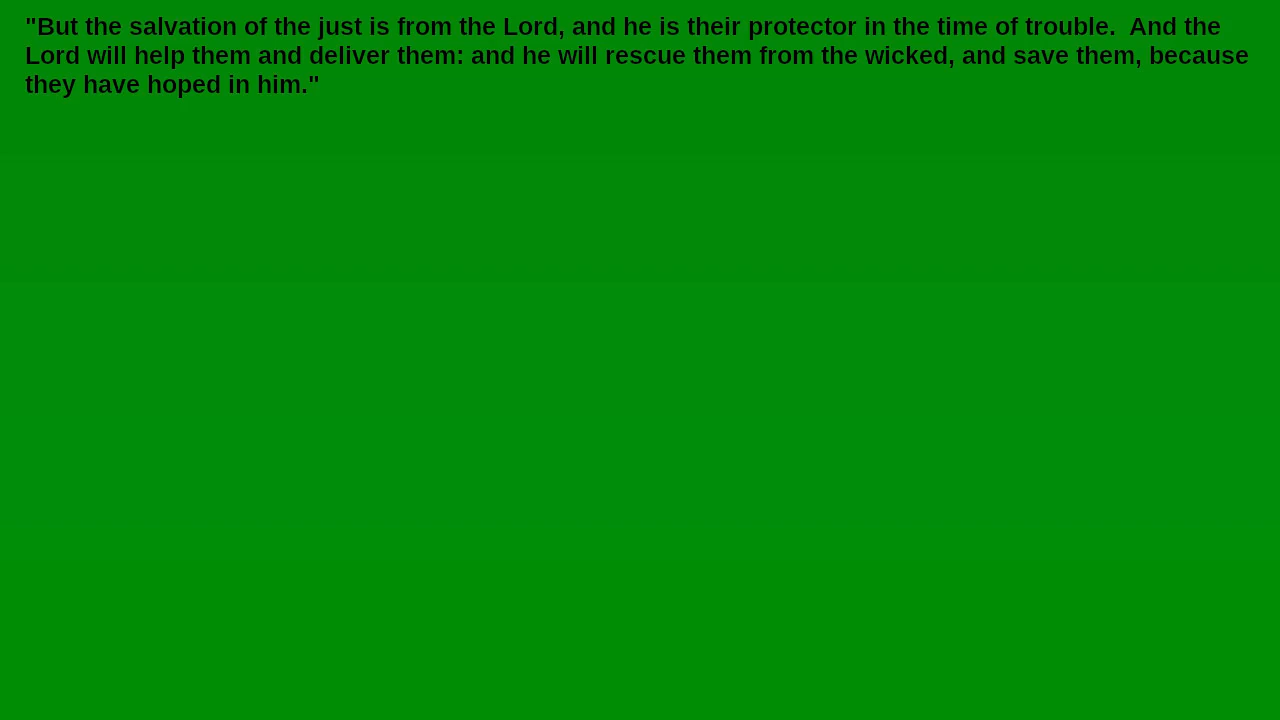 "But the salvation of the just is from the Lord, and he is their protector in the time of trouble.  And the
Lord will help them and deliver them: and he will rescue them from the wicked, and save them, because
they have hoped in him."